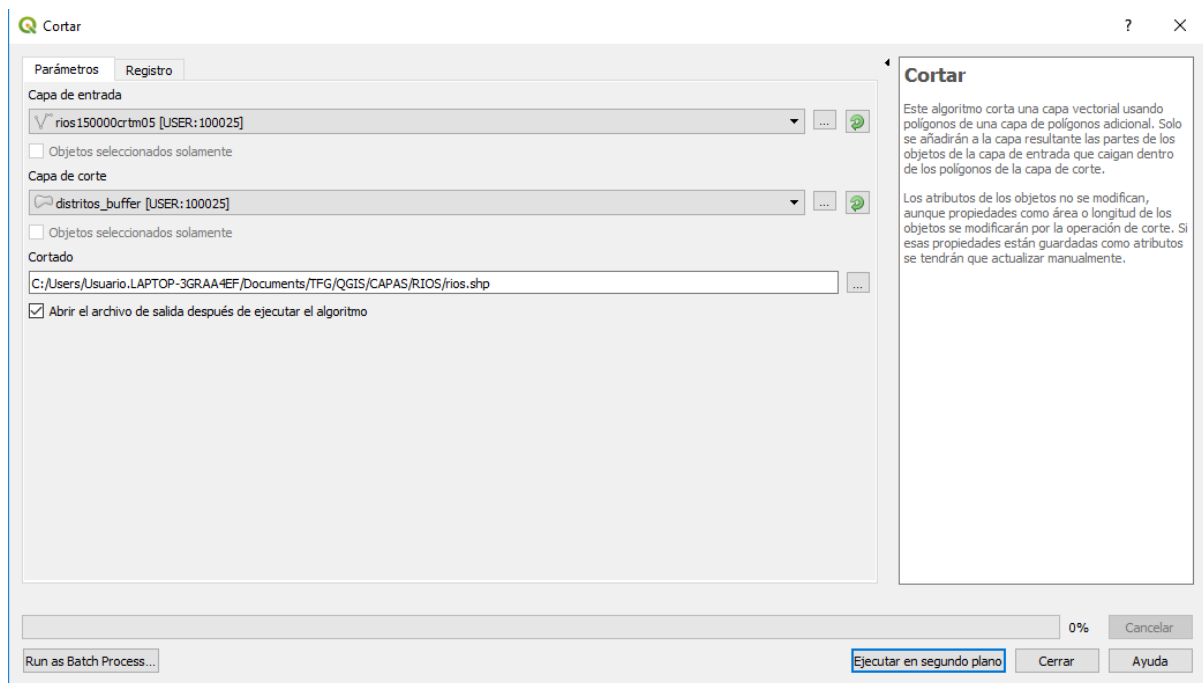 Cortar
? ×
Parámetros Registro
Capa de entrada
rios150000crtm05 [USER:100025]
...
Objetos seleccionados solamente
Capa de corte
distritos_buffer [USER:100025]
...
Objetos seleccionados solamente
Cortado
C:/Users/Usuario.LAPTOP-3GRAA4EF/Documents/TFG/QGIS/CAPAS/RIOS/rios.shp
...
Abrir el archivo de salida después de ejecutar el algoritmo
Cortar
Este algoritmo corta una capa vectorial usando
polígonos de una capa de polígonos adicional. Solo
se añadirán a la capa resultante las partes de los
objetos de la capa de entrada que caigan dentro
de los polígonos de la capa de corte.
Los atributos de los objetos no se modifican,
aunque propiedades como área o longitud de los
objetos se modificarán por la operación de corte. Si
esas propiedades están guardadas como atributos
se tendrán que actualizar manualmente.
0% Cancelar
Run as Batch Process... Ejecutar en segundo plano Cerrar Ayuda